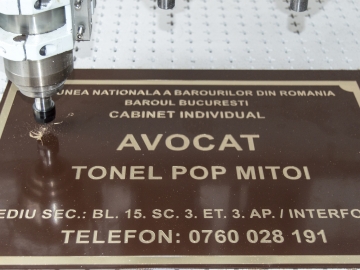 UNEA NATIONALA A BAROURILOR DIN ROMANIA
BAROUL BUCURESTI
CABINET INDIVIDUAL
AVOCAT
TONEL POP MITOI
EDIU SEC.: BL. 15. SC. 3. ET. 3. AP. / INTERFO
TELEFON: 0760 028 191